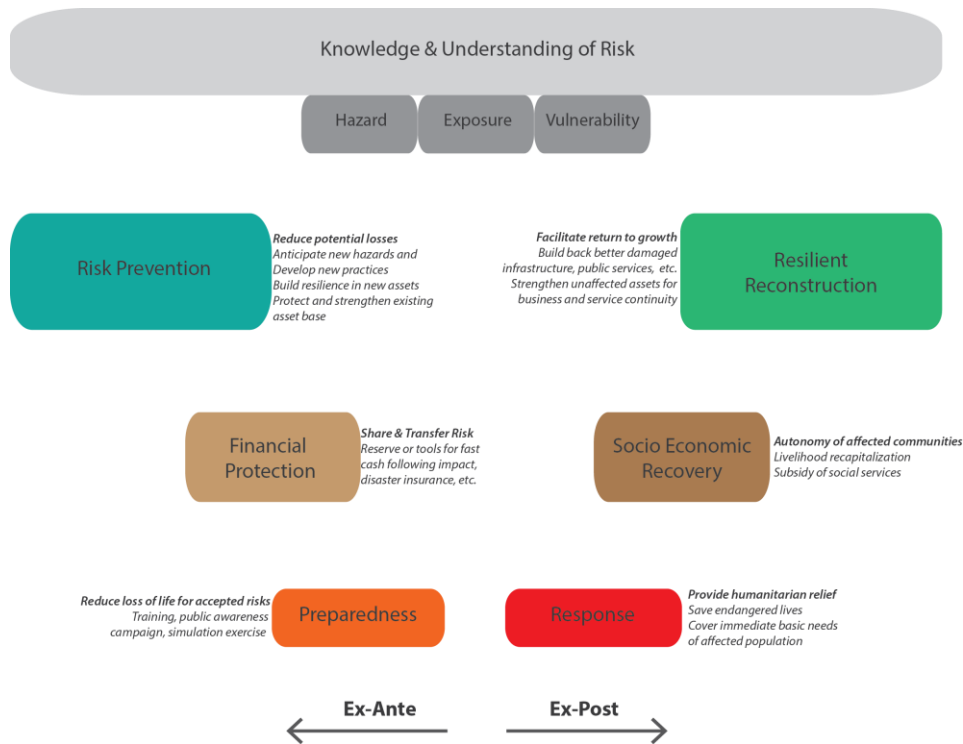 Knowledge & Understanding of Risk
Hazard
Exposure
Vulnerability
Risk Prevention
Reduce potential losses
Anticipate new hazards and
Develop new practices
Build resilience in new assets
Protect and strengthen existing
asset base
Facilitate return to growth
Build back better damaged
infrastructure, public services, etc.
Strengthen unaffected assets for
business and service continuity
Resilient
Reconstruction
Financial
Protection
Share & Transfer Risk
Reserve or tools for fast
cash following impact,
disaster insurance, etc.
Socio Economic
Recovery
Autonomy of affected communities
Livelihood recapitalization
Subsidy of social services
Reduce loss of life for accepted risks
Training, public awareness
campaign, simulation exercise
Preparedness
Response
Provide humanitarian relief
Save endangered lives
Cover immediate basic needs
of affected population
Ex-Ante
Ex-Post